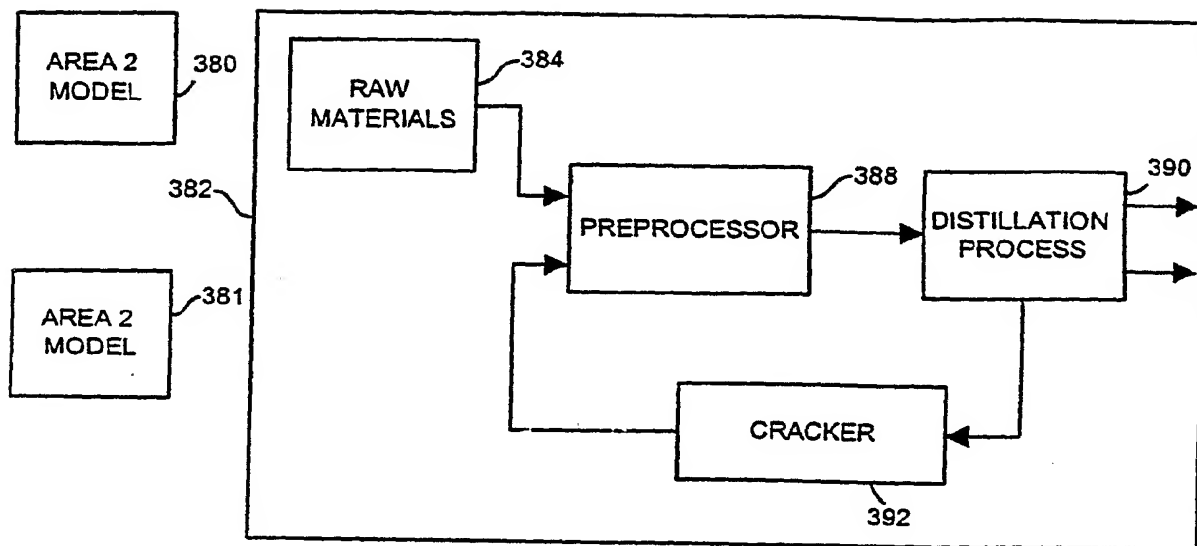 AREA 2
MODEL
380
RAW
MATERIALS
384
382
PREPROCESSOR
388
DISTILLATION
PROCESS
390
AREA 2
MODEL
381
CRACKER
392